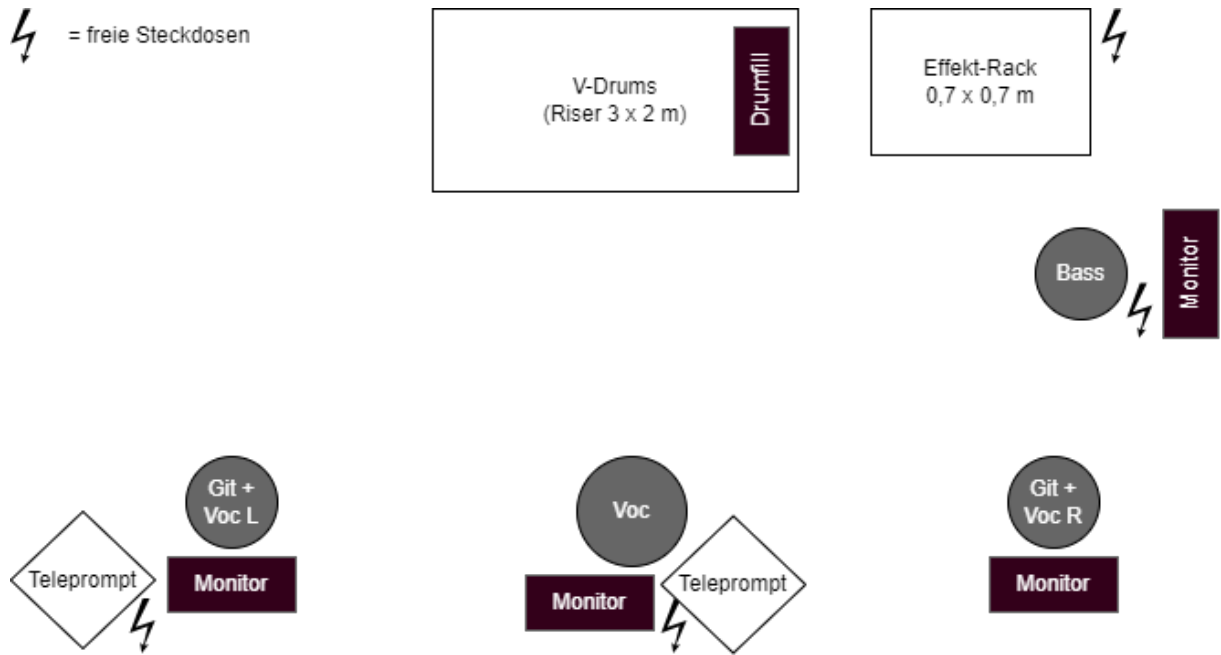 = freie Steckdosen
V-Drums
(Riser 3 x 2 m)
Drumfill
Effekt-Rack
0,7 x 0,7 m
Bass
Monitor
Git +
Voc L
Teleprompt
Monitor
Voc
Monitor
Teleprompt
Git +
Voc R
Monitor